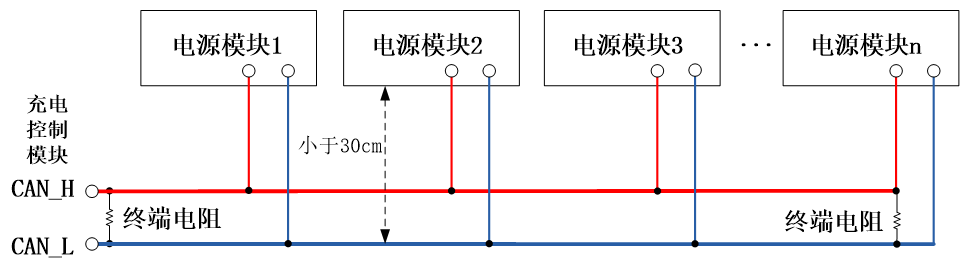 电源模块1
电源模块2
电源模块3
···
电源模块n
充电
控制
模块
小于30cm
CAN_H
终端电阻
终端电阻
CAN_L